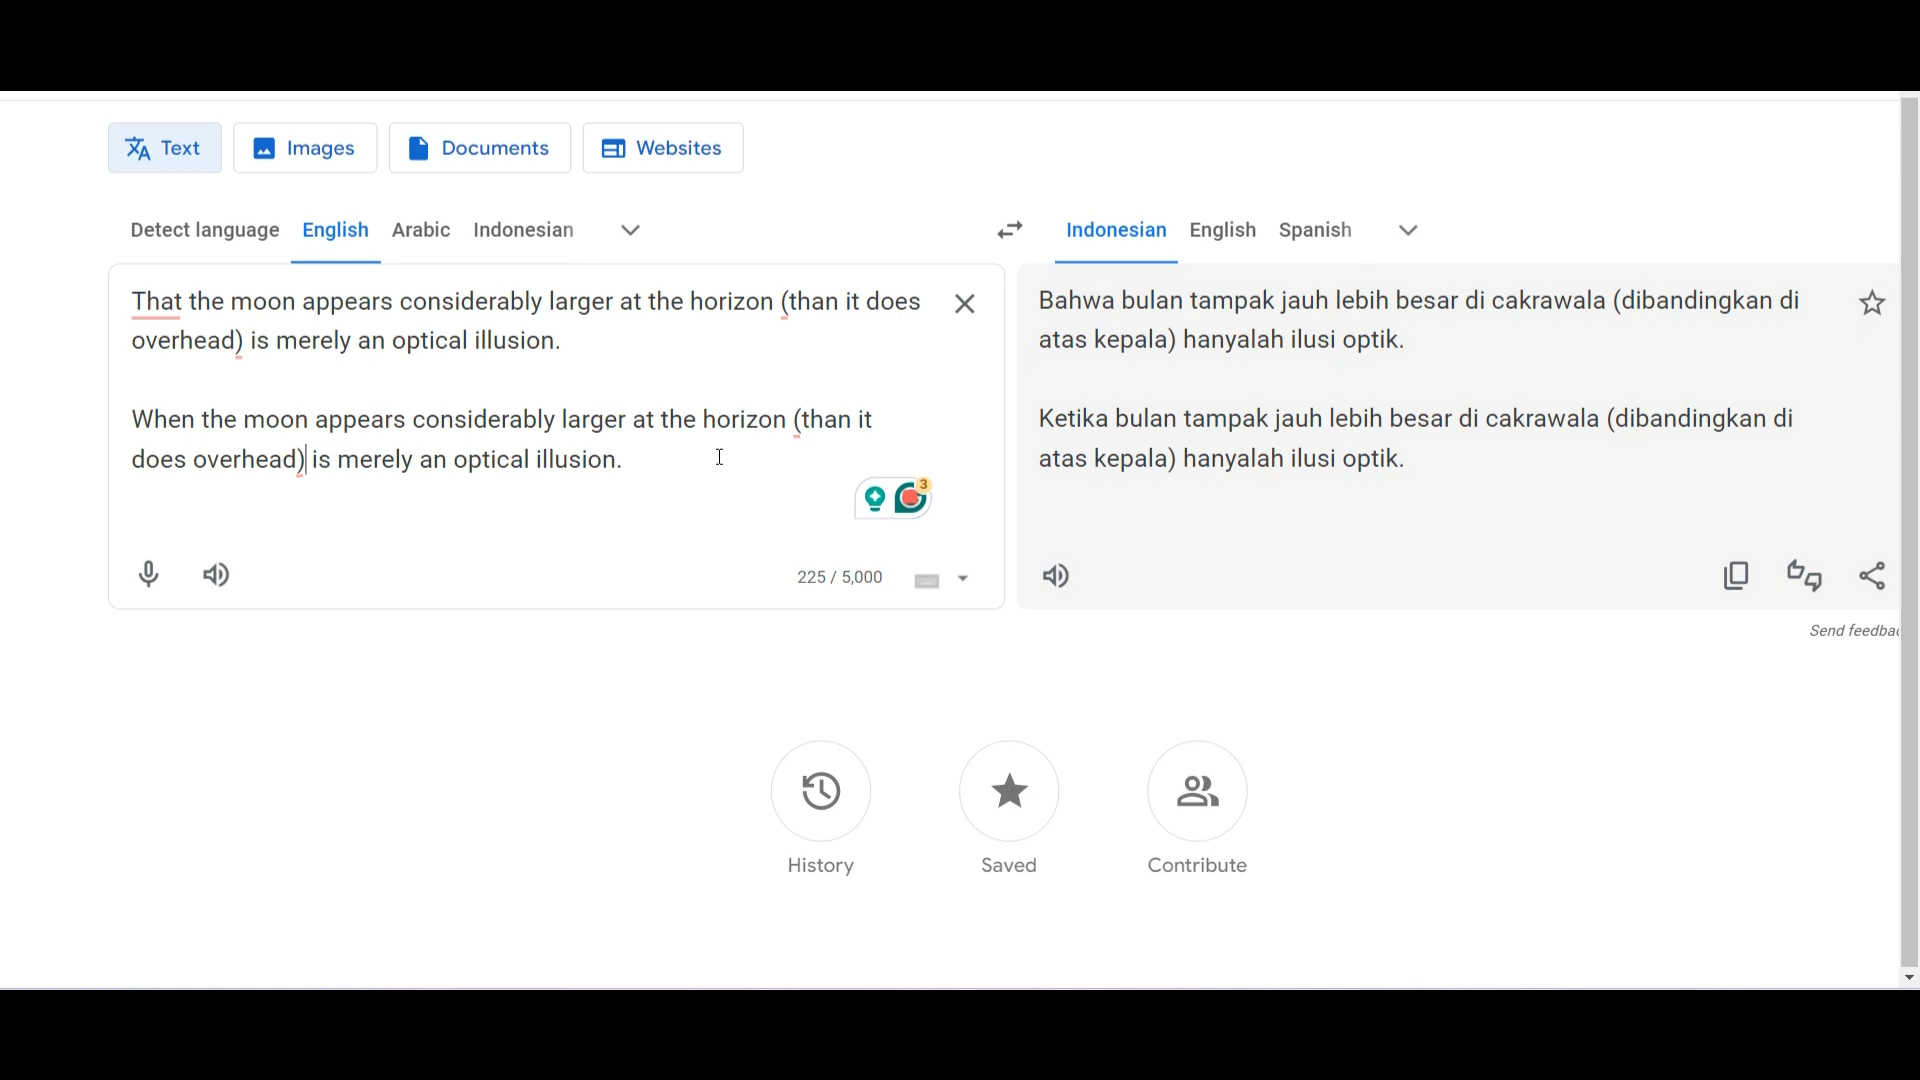 Text Images Documents Websites
Detect language English Arabic Indonesian
Indonesian English Spanish
That the moon appears considerably larger at the horizon (than it does
overhead) is merely an optical illusion.
When the moon appears considerably larger at the horizon (than it
does overhead) is merely an optical illusion.
3
225 / 5,000
Bahwa bulan tampak jauh lebih besar di cakrawala (dibandingkan di
atas kepala) hanyalah ilusi optik.
Ketika bulan tampak jauh lebih besar di cakrawala (dibandingkan di
atas kepala) hanyalah ilusi optik.
Send feedbac
History Saved Contribute